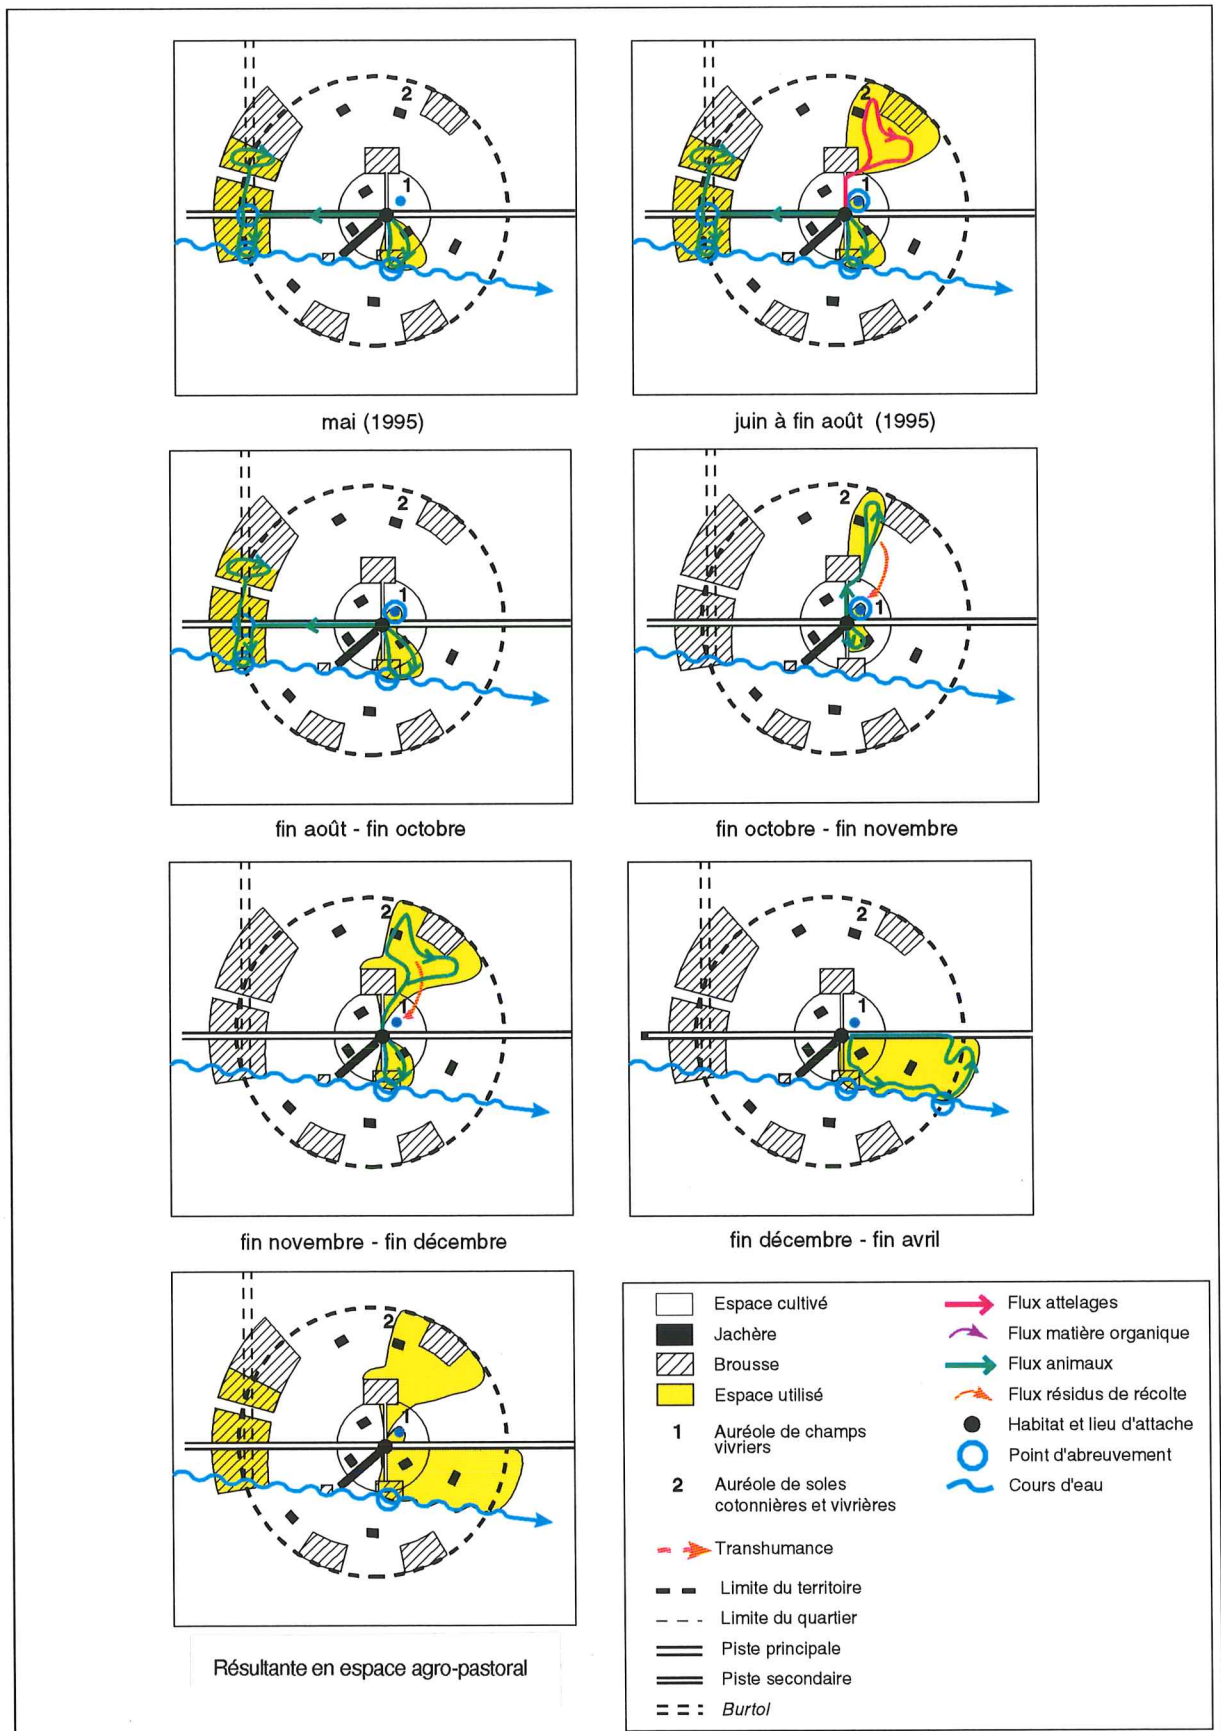 2
1
mai (1995)
2
1
juin à fin août (1995)
2
1
fin août - fin octobre
2
1
fin octobre - fin novembre
2
1
fin novembre - fin décembre
2
1
fin décembre - fin avril
2
1
Résultante en espace agro-pastoral
Espace cultivé
Jachère
Brousse
Espace utilisé
1 Auréole de champs
vivriers
2 Auréole de soles
cotonnières et vivrières
Transhumance
Limite du territoire
Limite du quartier
Piste principale
Piste secondaire
Burtol
Flux attelages
Flux matière organique
Flux animaux
Flux résidus de récolte
Habitat et lieu d'attache
Point d'abreuvement
Cours d'eau